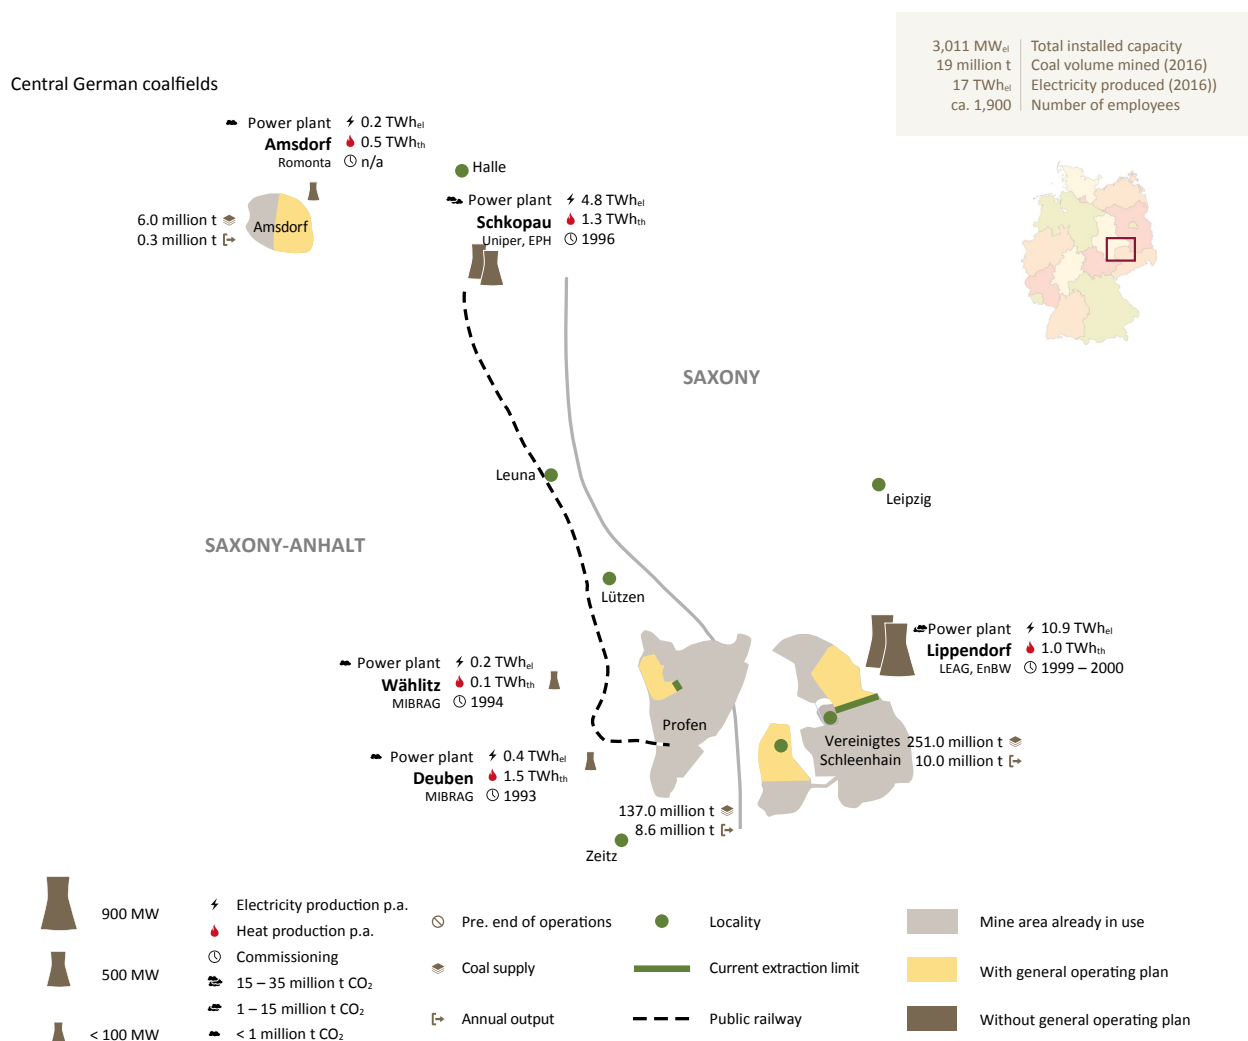 3,011 MWel Total installed capacity
19 million t Coal volume mined (2016)
17 TWhel Electricity produced (2016))
ca. 1,900 Number of employees
Central German coalfields
Power plant 0.2 TWhel
Amsdorf 0.5 TWhth
Romonta n/a
Halle
Power plant 4.8 TWhel
Schkopau 1.3 TWhth
Uniper, EPH 1996
6.0 million t
0.3 million t
Amsdorf
SAXONY
Leuna
Leipzig
SAXONY-ANHALT
Lützen
Power plant 10.9 TWhel
Lippendorf 1.0 TWhth
LEAG, EnBW 1999 – 2000
Power plant 0.2 TWhel
Wählitz 0.1 TWhth
MIBRAG 1994
Profen
Vereinigtes
Schleenhain
251.0 million t
10.0 million t
Power plant 0.4 TWhel
Deuben 1.5 TWhth
MIBRAG 1993
137.0 million t
8.6 million t
Zeitz
900 MW
500 MW
< 100 MW
Electricity production p.a.
Heat production p.a.
Commissioning
15 – 35 million t CO₂
1 – 15 million t CO₂
< 1 million t CO₂
Pre. end of operations
Coal supply
Annual output
Locality
Current extraction limit
Public railway
Mine area already in use
With general operating plan
Without general operating plan